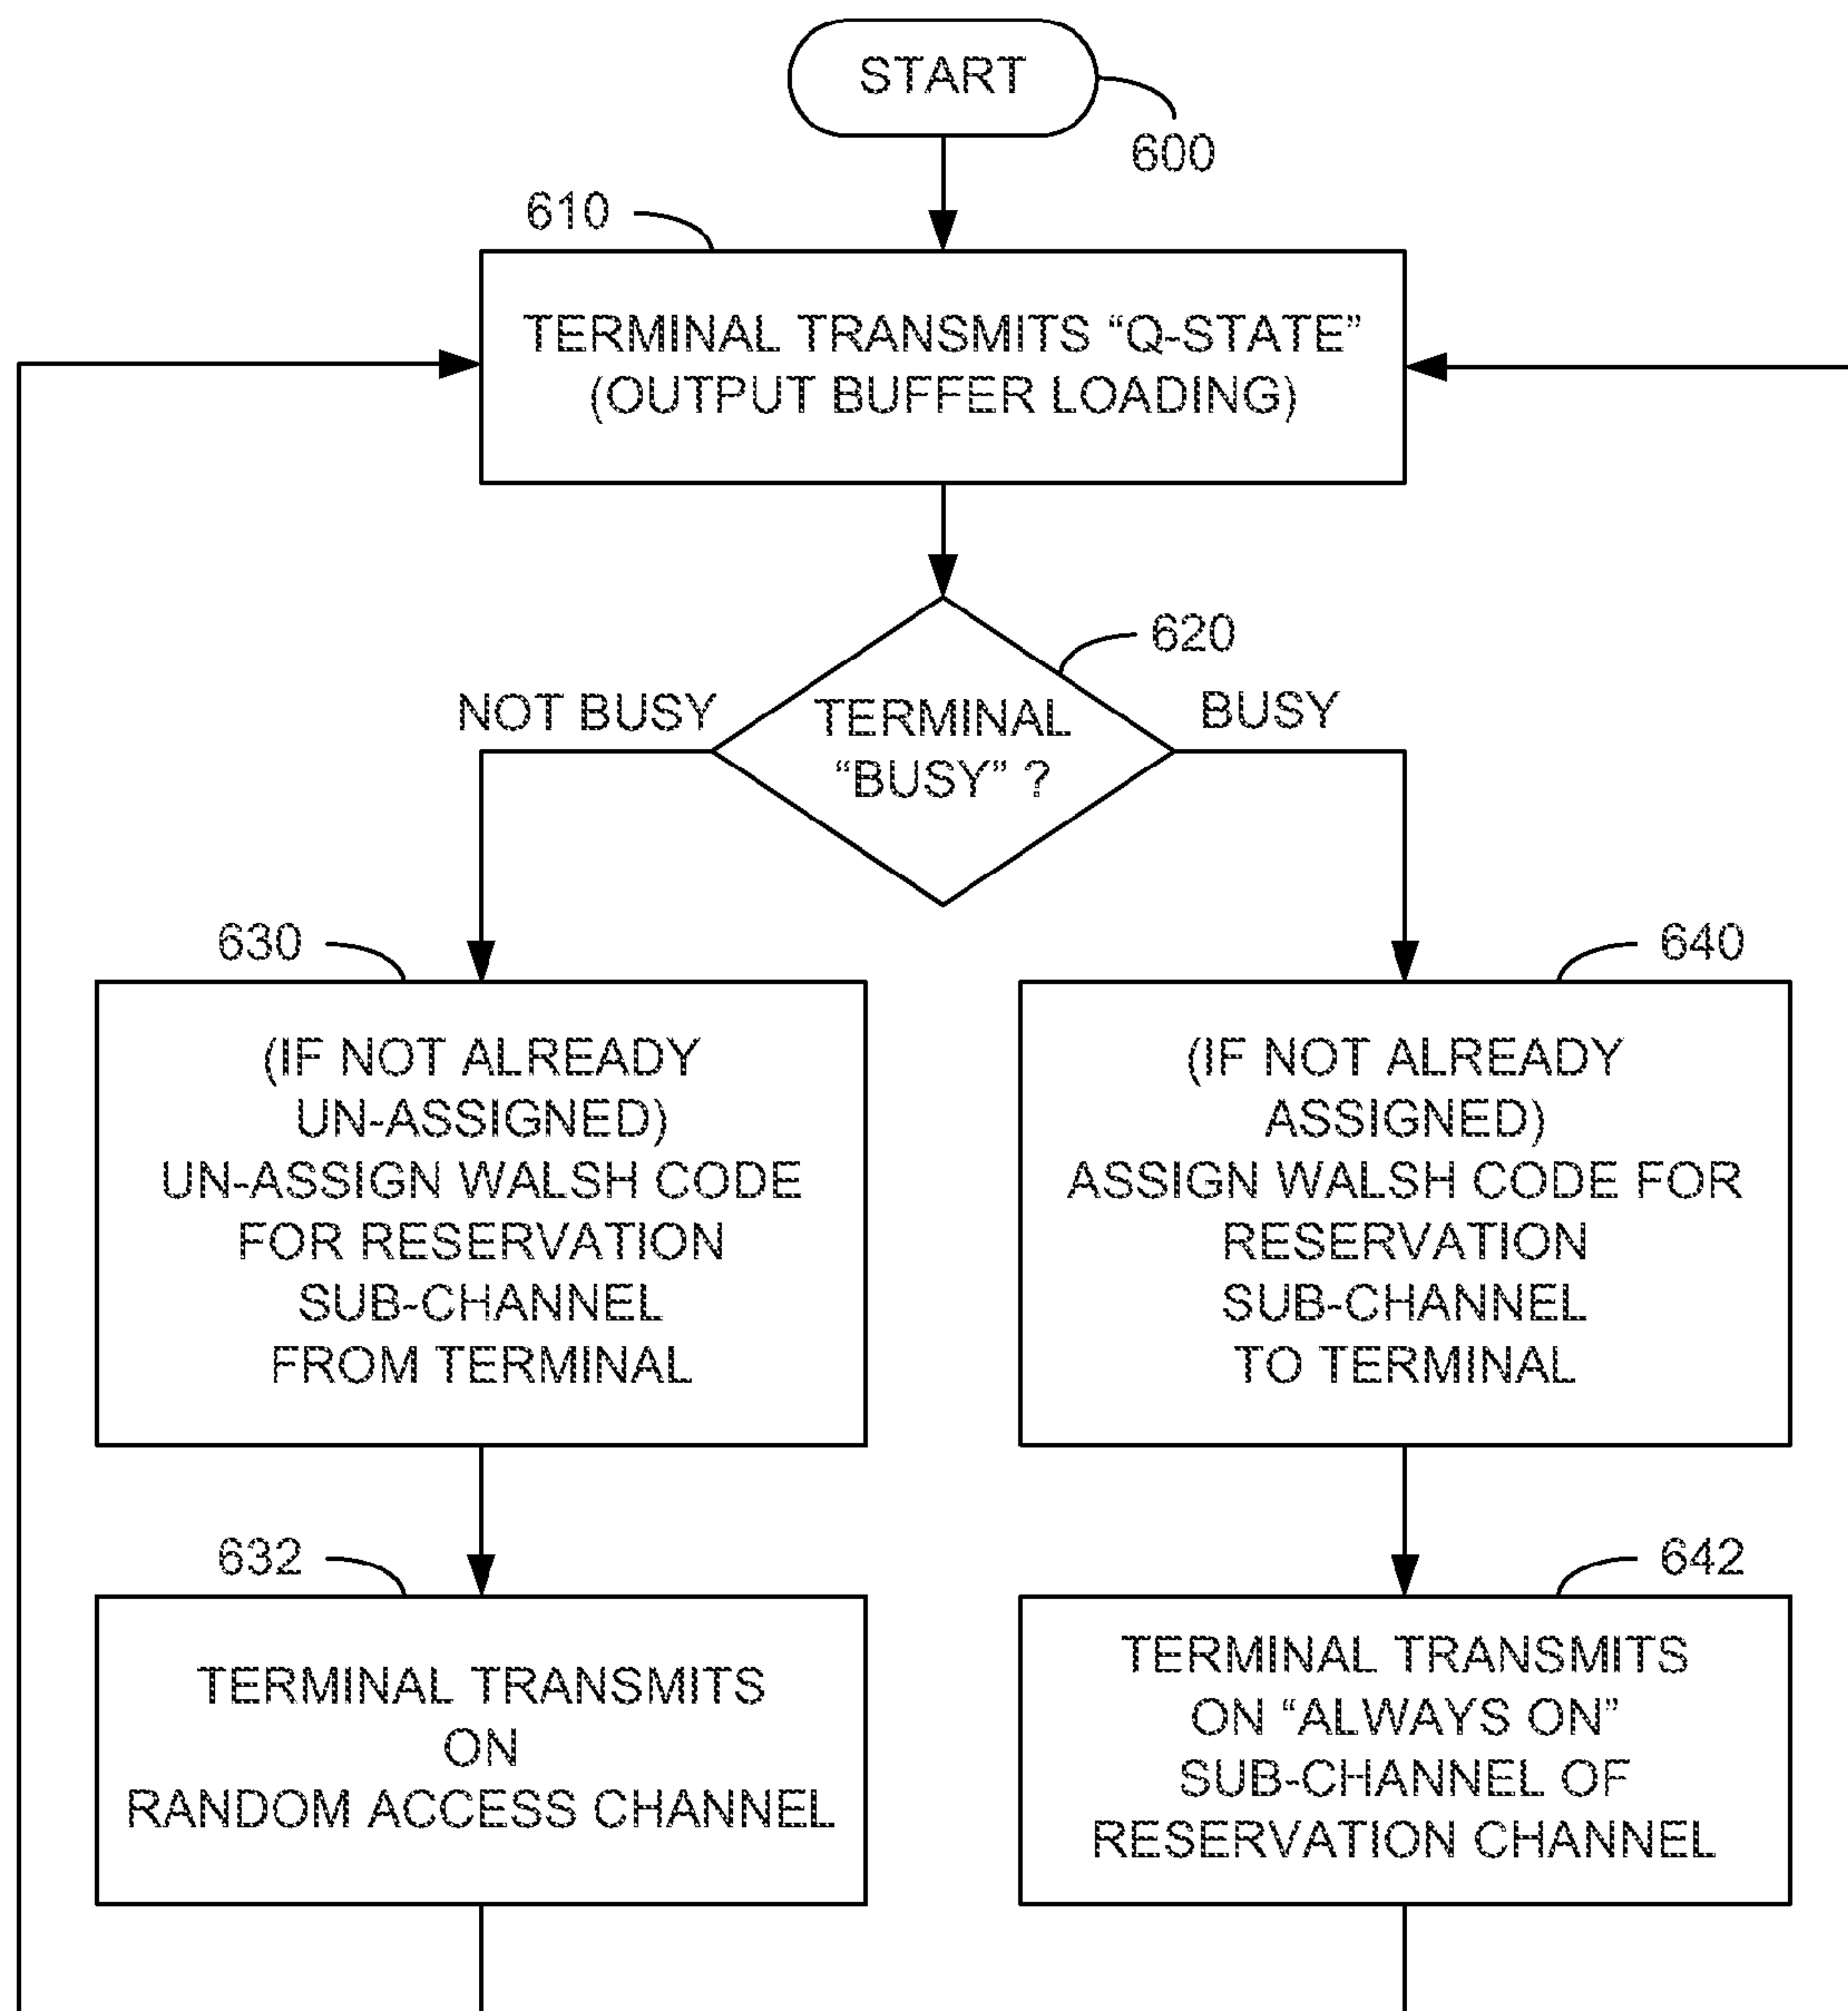 START
600
610
TERMINAL TRANSMITS “Q-STATE”
(OUTPUT BUFFER LOADING)
620
NOT BUSY
BUSY
TERMINAL
“BUSY” ?
630
(IF NOT ALREADY
UN-ASSIGNED)
UN-ASSIGN WALSH CODE
FOR RESERVATION
SUB-CHANNEL
FROM TERMINAL
640
(IF NOT ALREADY
ASSIGNED)
ASSIGN WALSH CODE FOR
RESERVATION
SUB-CHANNEL
TO TERMINAL
632
TERMINAL TRANSMITS
ON
RANDOM ACCESS CHANNEL
642
TERMINAL TRANSMITS
ON “ALWAYS ON”
SUB-CHANNEL OF
RESERVATION CHANNEL